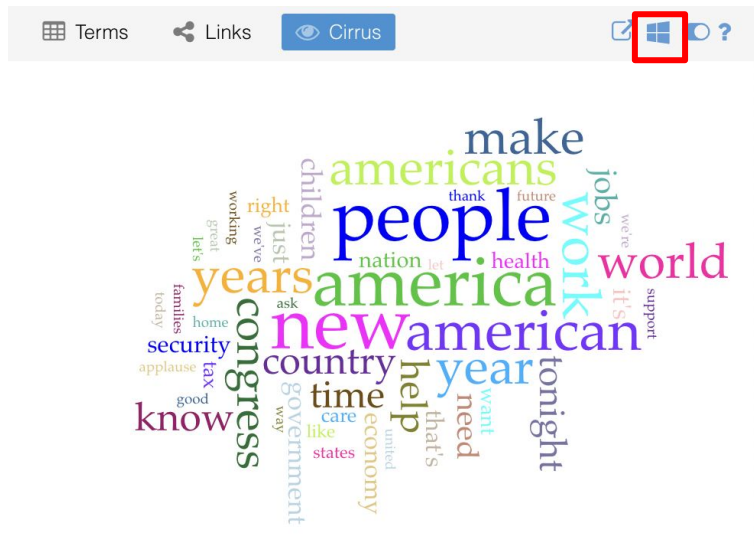 Terms Links Cirrus ?
make
americans
children
jobs
thank future
working
right
people
work
great
we've
just
we're
let's
nation let health
world
years
america
it's
support
today
families
ask
home
new
american
congress
security
country
applause
tax
year
help
tonight
good
government
time
know
way
care
like
economy
that's
need
want
states
united